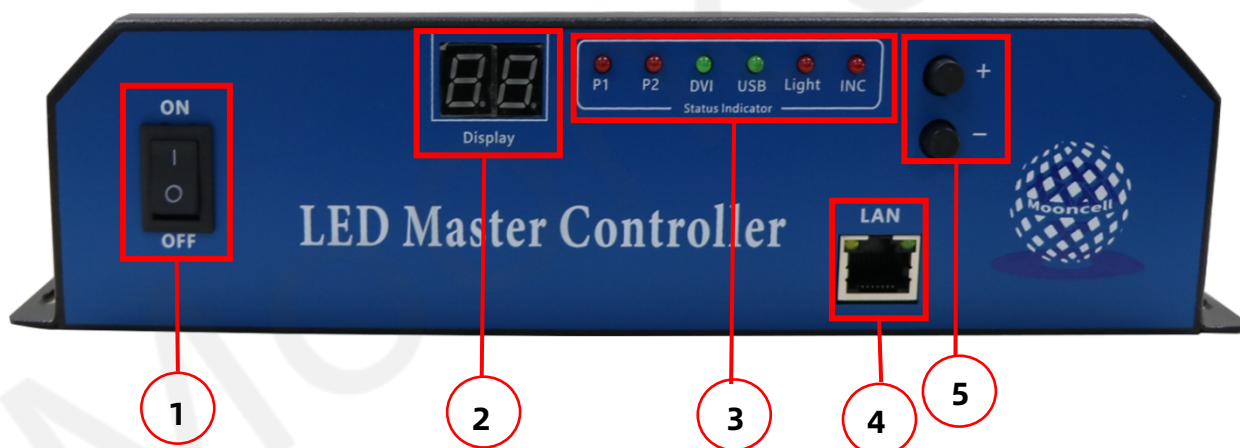 ON
OFF
Display
P1 P2 DVI USB Light INC
Status Indicator
+
−
LED Master Controller
LAN
Mooncell
1
2
3
4
5